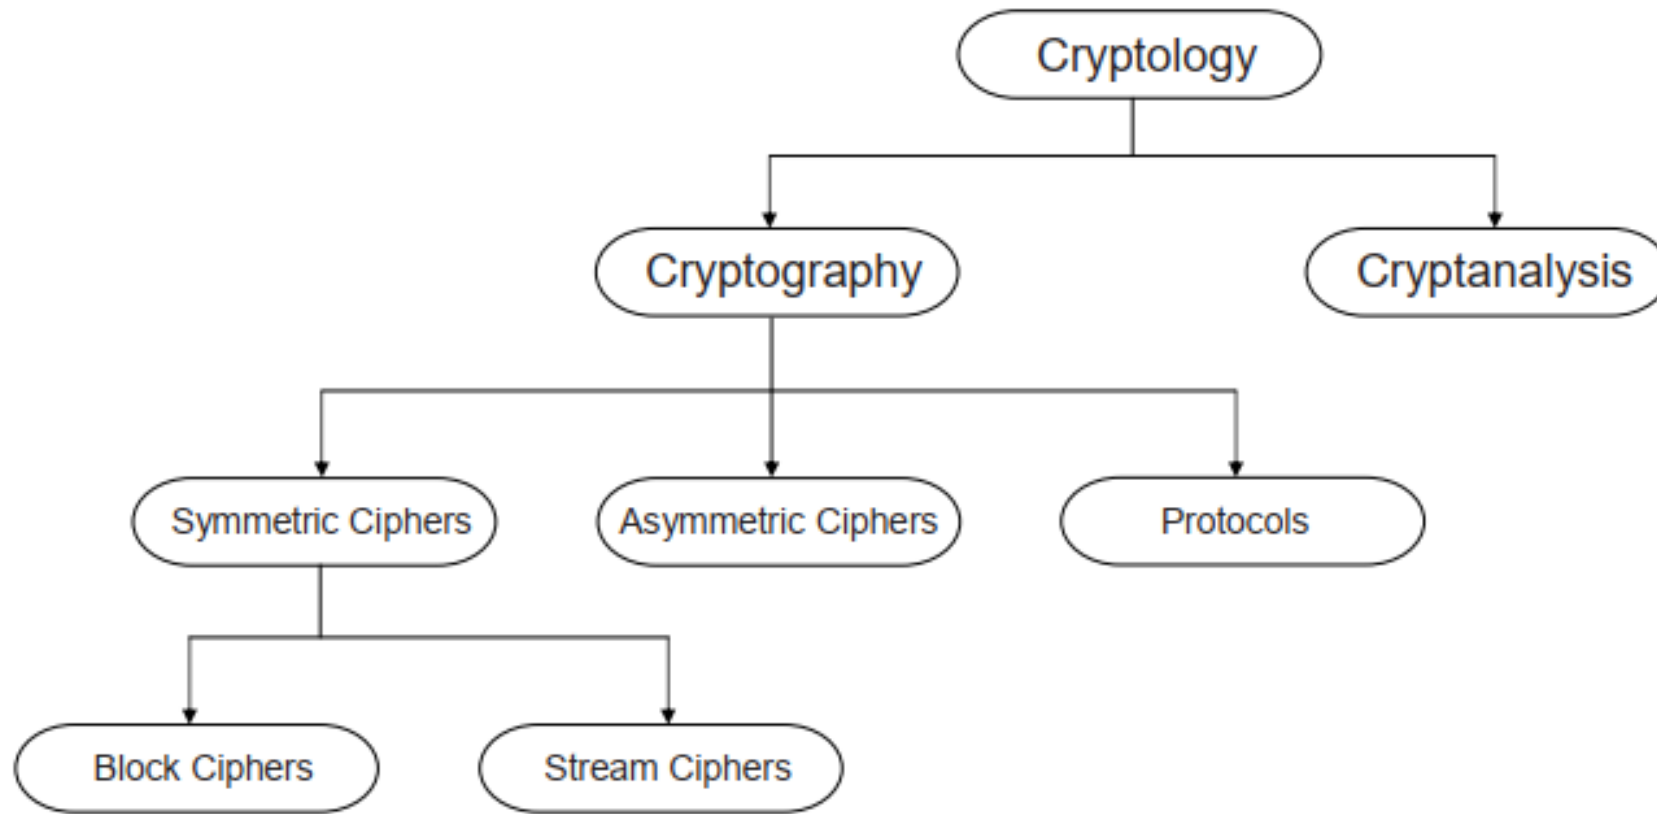 Cryptology
Cryptography
Cryptanalysis
Symmetric Ciphers
Asymmetric Ciphers
Protocols
Block Ciphers
Stream Ciphers